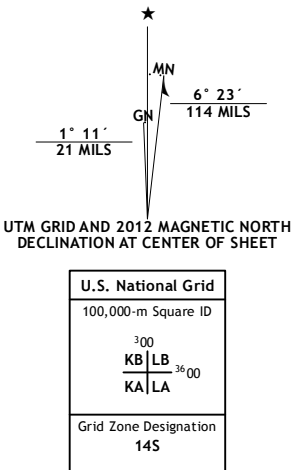 ★
MN
GN
6° 23´
114 MILS
1° 11´
21 MILS
UTM GRID AND 2012 MAGNETIC NORTH
DECLINATION AT CENTER OF SHEET
U.S. National Grid
100,000-m Square ID
300
KB LB
3600
KA LA
Grid Zone Designation
14S